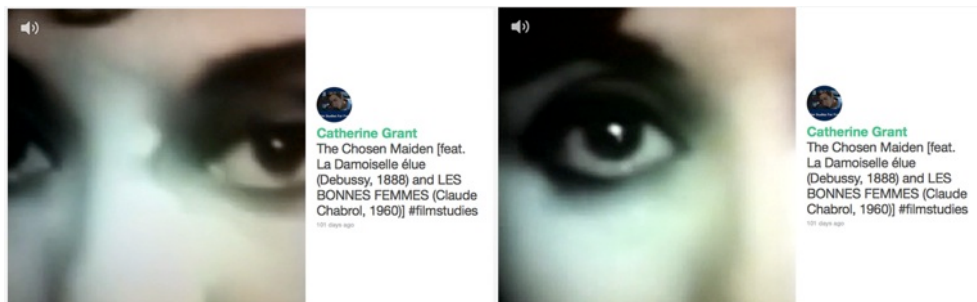 Catherine Grant
The Chosen Maiden [feat.
La Damoiselle élue
(Debussy, 1888) and LES
BONNES FEMMES (Claude
Chabrol, 1960)] #filmstudies
101 days ago
Catherine Grant
The Chosen Maiden [feat.
La Damoiselle élue
(Debussy, 1888) and LES
BONNES FEMMES (Claude
Chabrol, 1960)] #filmstudies
101 days ago